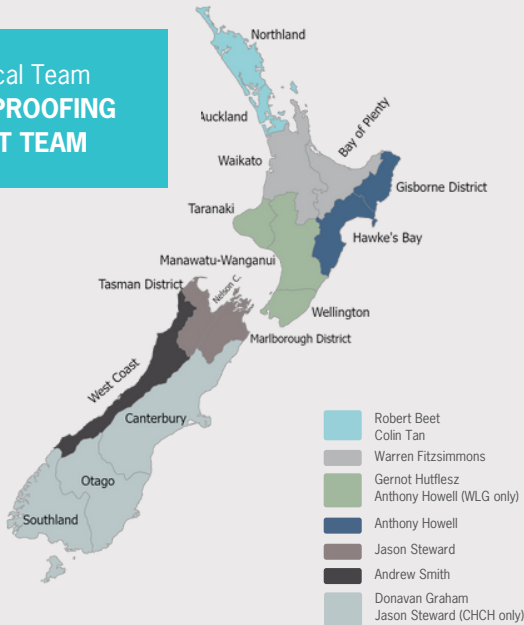 cal Team
PROOFING
T TEAM
Northland
Auckland
Bay of Plenty
Waikato
Gisborne District
Taranaki
Hawke's Bay
Manawatu-Wanganui
Tasman District
Nelson C.
Wellington
Marlborough District
West Coast
Canterbury
Otago
Southland
Robert Beet
Colin Tan
Warren Fitzsimmons
Gernot Hutflesz
Anthony Howell (WLG only)
Anthony Howell
Jason Steward
Andrew Smith
Donavan Graham
Jason Steward (CHCH only)